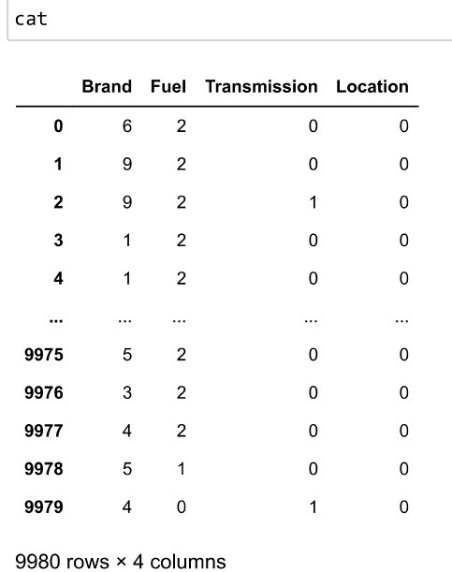 cat
Brand Fuel Transmission Location
0 6 2 0 0
1 9 2 0 0
2 9 2 1 0
3 1 2 0 0
4 1 2 0 0
... ... ... ... ...
9975 5 2 0 0
9976 3 2 0 0
9977 4 2 0 0
9978 5 1 0 0
9979 4 0 1 0
9980 rows × 4 columns